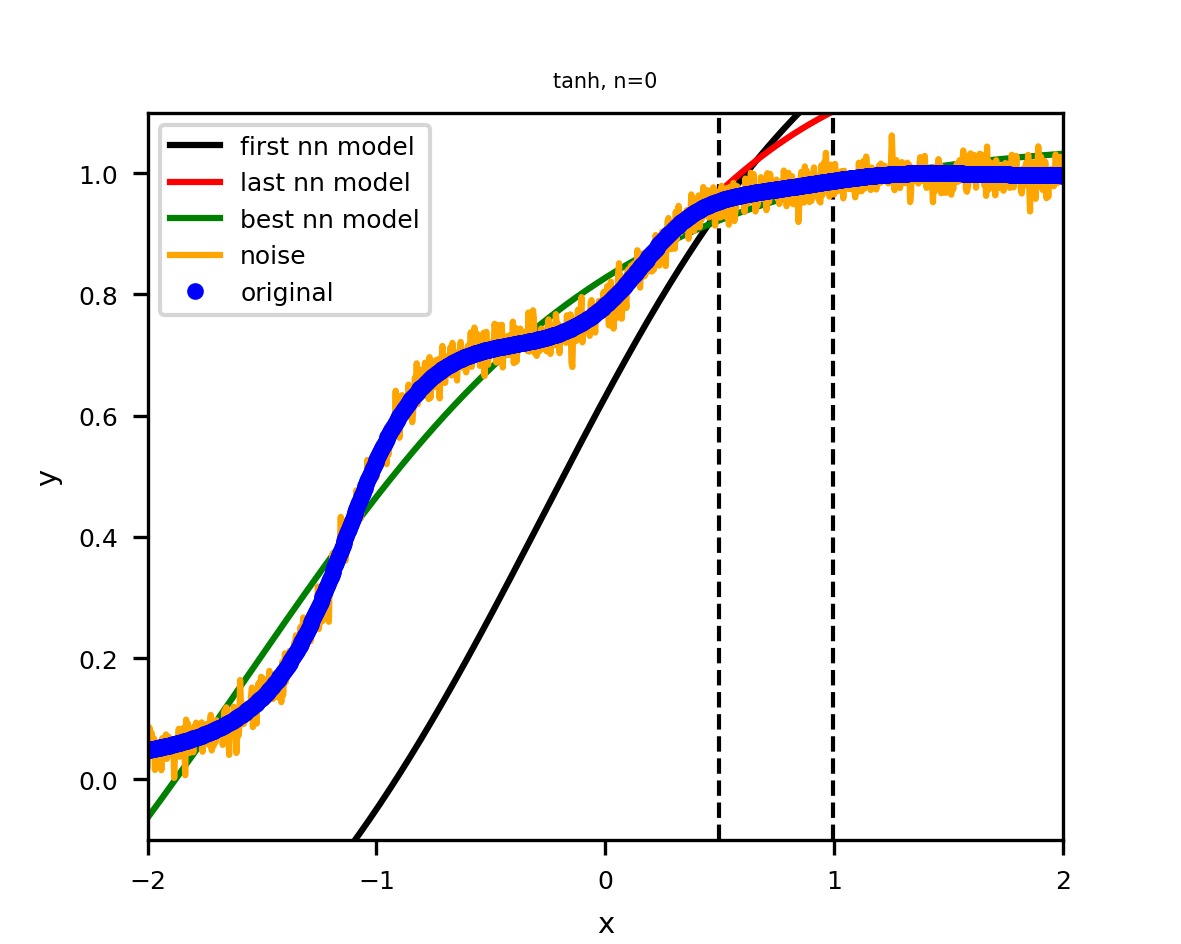 tanh, n=0
first nn model
last nn model
best nn model
noise
original
1.0
0.8
0.6
0.4
0.2
0.0
y
−2
−1
0
1
2
x